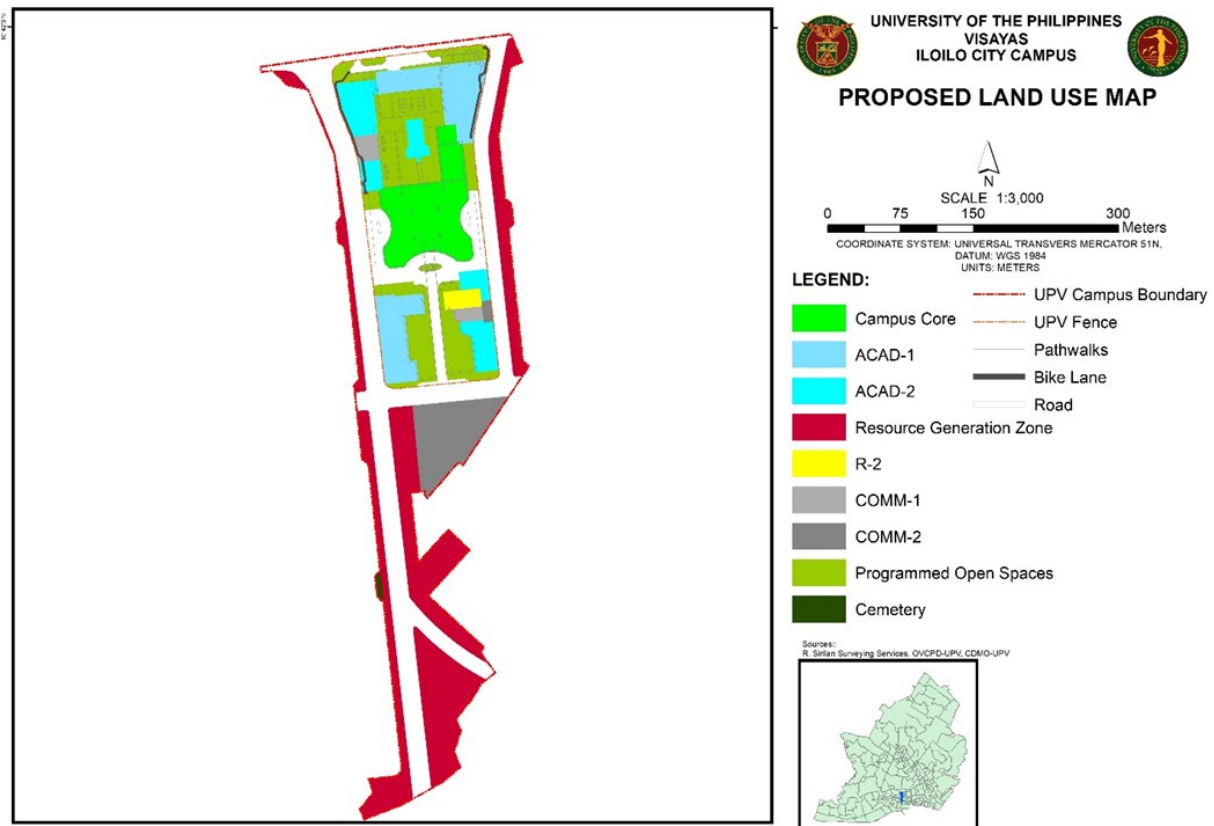 UNIVERSITY OF THE PHILIPPINES
VISAYAS
ILOILO CITY CAMPUS
PROPOSED LAND USE MAP
N
SCALE 1:3,000
0 75 150 300
Meters
COORDINATE SYSTEM: UNIVERSAL TRANSVERS MERCATOR 51N,
DATUM: WGS 1984
UNITS: METERS
LEGEND:
Campus Core
ACAD-1
ACAD-2
Resource Generation Zone
R-2
COMM-1
COMM-2
Programmed Open Spaces
Cemetery
UPV Campus Boundary
UPV Fence
Pathwalks
Bike Lane
Road
Sources:
R. Sirilan Surveying Services, OVCPD-UPV, CDMO-UPV